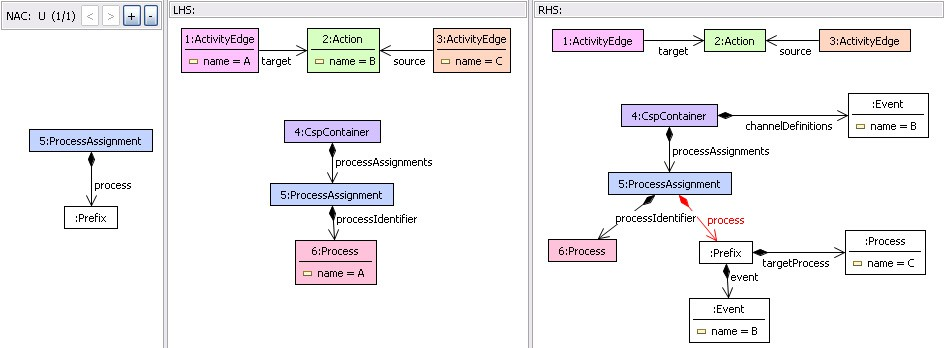 NAC: U (1/1) < > + -
5:ProcessAssignment
process
:Prefix
LHS:
1:ActivityEdge
name = A
target
2:Action
name = B
source
3:ActivityEdge
name = C
4:CspContainer
processAssignments
5:ProcessAssignment
processIdentifier
6:Process
name = A
RHS:
1:ActivityEdge
target
2:Action
source
3:ActivityEdge
4:CspContainer
channelDefinitions
:Event
name = B
processAssignments
5:ProcessAssignment
processIdentifier
process
6:Process
:Prefix
targetProcess
:Process
name = C
event
:Event
name = B